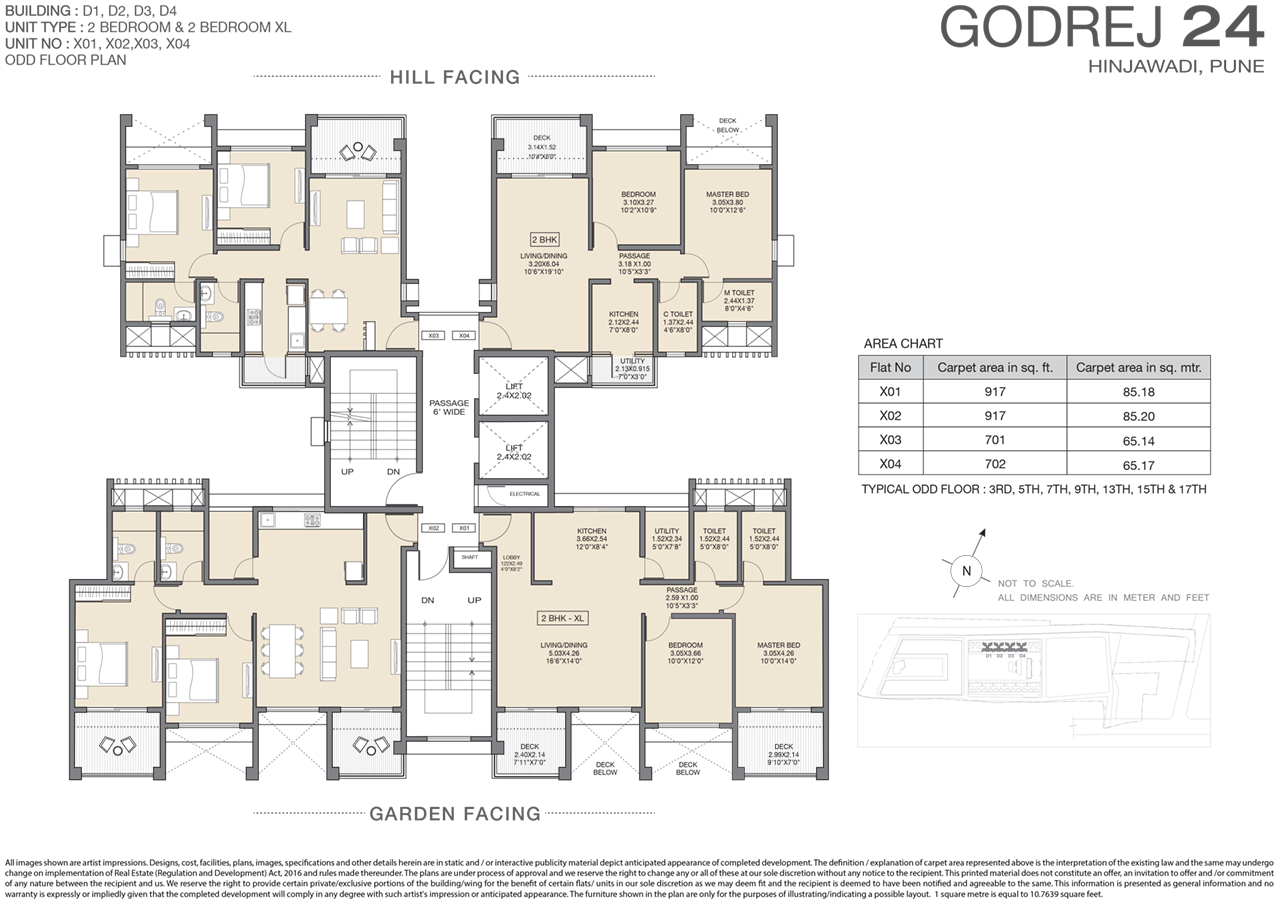 BUILDING : D1, D2, D3, D4
UNIT TYPE : 2 BEDROOM & 2 BEDROOM XL
UNIT NO : X01, X02,X03, X04
ODD FLOOR PLAN
GODREJ 24
HINJAWADI, PUNE
HILL FACING
DECK
3.14X1.52
10'4"X6'0"
DECK
BELOW
BEDROOM
3.10X3.27
10'2"X10'9"
MASTER BED
3.05X3.80
10'0"X12'6"
2 BHK
LIVING/DINING
3.20X6.04
10'6"X19'10"
PASSAGE
3.18 X1.00
10'5"X3'3"
M TOILET
2.44X1.37
8'0"X4'6"
KITCHEN
2.12X2.44
7'0"X8'0"
C TOILET
1.37X2.44
4'6"X8'0"
X03
X04
UTILITY
2.13X0.915
7'0"X3'0"
LIFT
2.4X2.02
PASSAGE
6' WIDE
LIFT
2.4X2.02
UP
DN
ELECTRICAL
AREA CHART
Flat No Carpet area in sq. ft. Carpet area in sq. mtr.
X01 917 85.18
X02 917 85.20
X03 701 65.14
X04 702 65.17
TYPICAL ODD FLOOR : 3RD, 5TH, 7TH, 9TH, 13TH, 15TH & 17TH
X02
X01
SHAFT
LOBBY
122X2.49
4'0"X8'2"
KITCHEN
3.66X2.54
12'0"X8'4"
UTILITY
1.52X2.34
5'0"X7'8"
TOILET
1.52X2.44
5'0"X8'0"
TOILET
1.52X2.44
5'0"X8'0"
DN
UP
PASSAGE
2.59 X1.00
10'5"X3'3"
2 BHK - XL
LIVING/DINING
5.03X4.26
16'6"X14'0"
BEDROOM
3.05X3.66
10'0"X12'0"
MASTER BED
3.05X4.26
10'0"X14'0"
DECK
2.40X2.14
7'11"X7'0"
DECK
BELOW
DECK
BELOW
DECK
2.99X2.14
9'10"X7'0"
N
NOT TO SCALE.
ALL DIMENSIONS ARE IN METER AND FEET
D1 D2 D3 D4
GARDEN FACING
All images shown are artist impressions. Designs, cost, facilities, plans, images, specifications and other details herein are in static and / or interactive publicity material depict anticipated appearance of completed development. The definition / explanation of carpet area represented above is the interpretation of the existing law and the same may undergo
change on implementation of Real Estate (Regulation and Development) Act, 2016 and rules made thereunder. The plans are under process of approval and we reserve the right to change any or all of these at our sole discretion without any notice to the recipient. This printed material does not constitute an offer, an invitation to offer and /or commitment
of any nature between the recipient and us. We reserve the right to provide certain private/exclusive portions of the building/wing for the benefit of certain flats/ units in our sole discretion as we may deem fit and the recipient is deemed to have been notified and agreeable to the same. This information is presented as general information and no
warranty is expressly or impliedly given that the completed development will comply in any degree with such artist's impression or anticipated appearance. The furniture shown in the plan are only for the purposes of illustrating/indicating a possible layout. 1 square metre is equal to 10.7639 square feet.